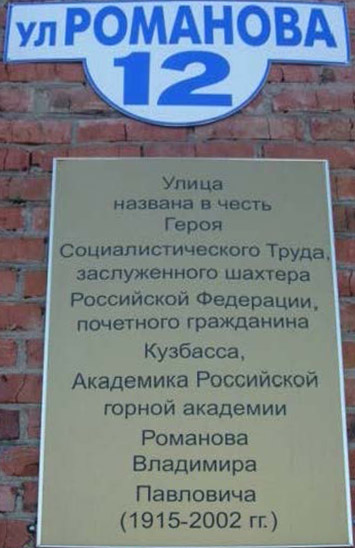 ул РОМАНОВА
12
Улица
названа в честь
Героя
Социалистического Труда,
заслуженного шахтера
Российской Федерации,
почетного гражданина
Кузбасса,
Академика Российской
горной академии
Романова
Владимира
Павловича
(1915-2002 гг.)